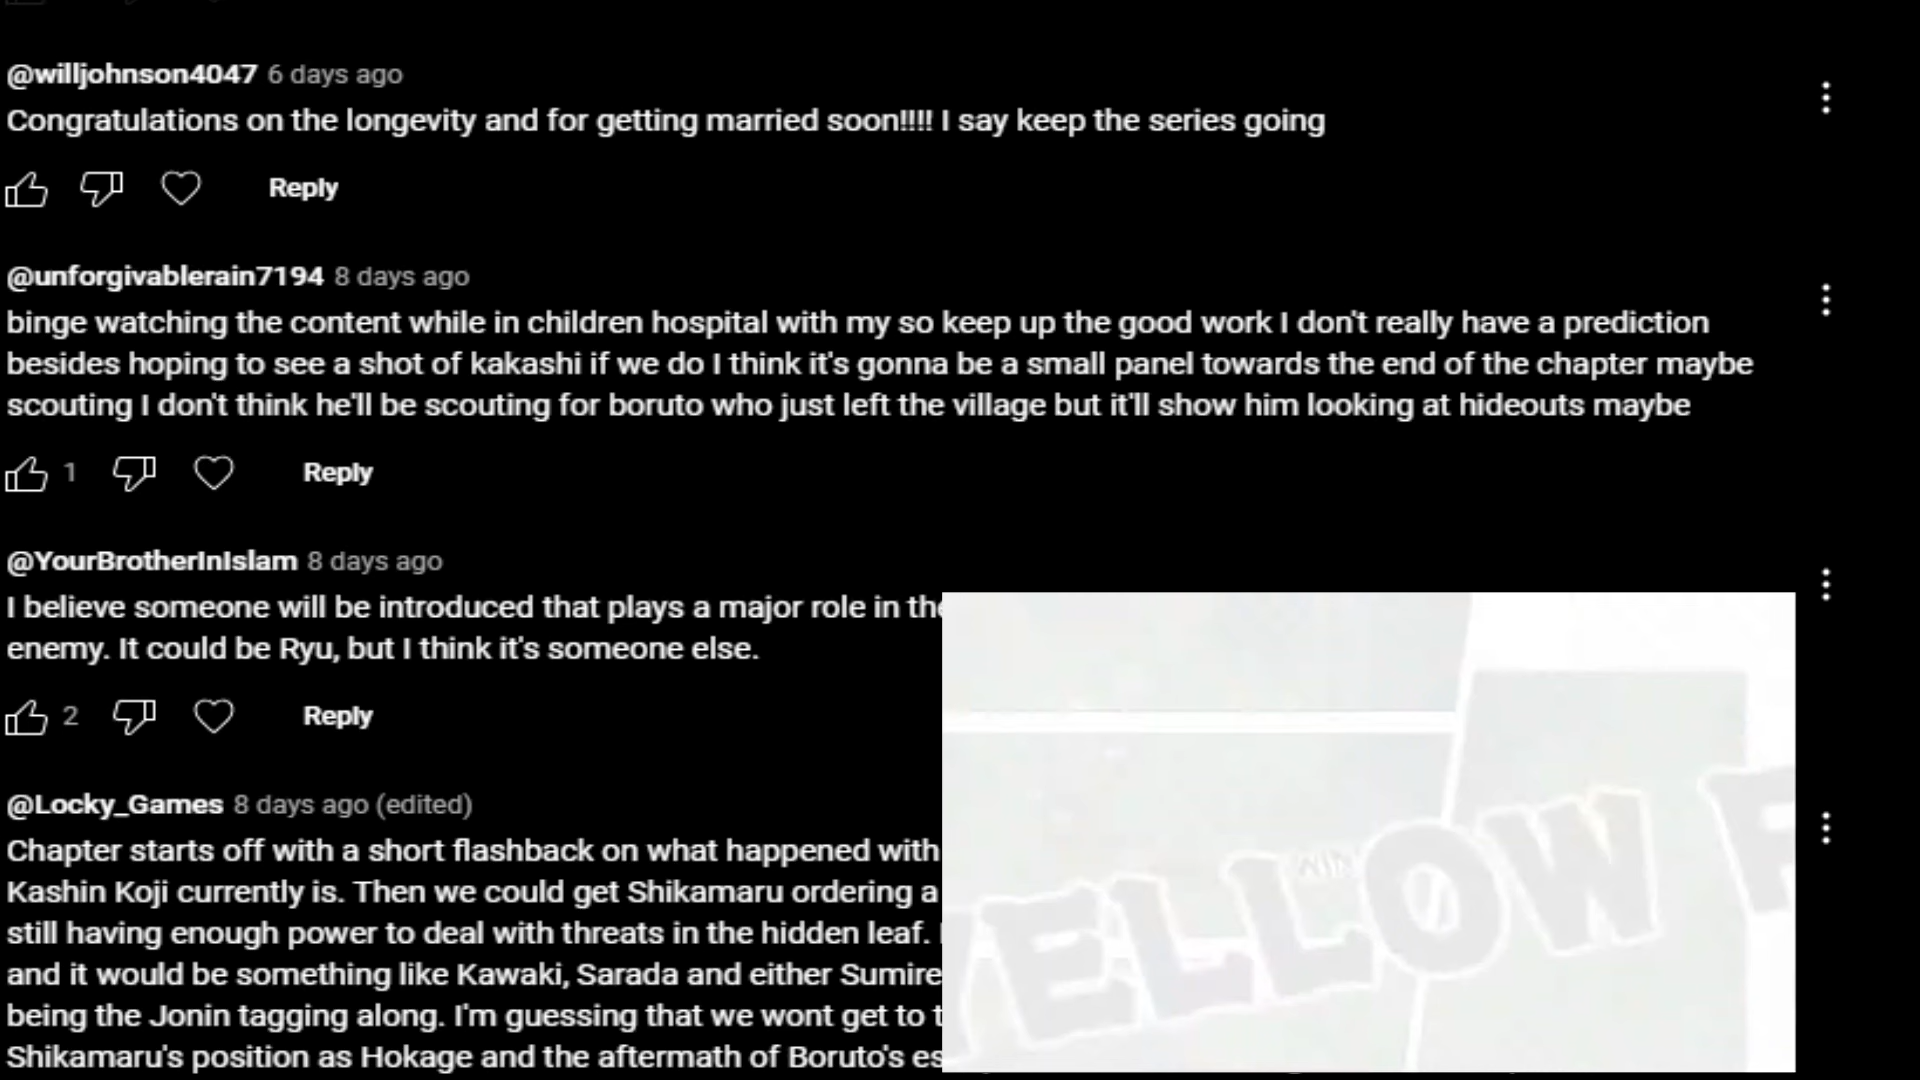 @willjohnson4047 6 days ago
Congratulations on the longevity and for getting married soon!!!! I say keep the series going
Reply
@unforgivablerain7194 8 days ago
binge watching the content while in children hospital with my so keep up the good work I don't really have a prediction
besides hoping to see a shot of kakashi if we do I think it's gonna be a small panel towards the end of the chapter maybe
scouting I don't think he'll be scouting for boruto who just left the village but it'll show him looking at hideouts maybe
1 Reply
@YourBrotherInIslam 8 days ago
I believe someone will be introduced that plays a major role in the
enemy. It could be Ryu, but I think it's someone else.
2 Reply
@Locky_Games 8 days ago (edited)
Chapter starts off with a short flashback on what happened with
Kashin Koji currently is. Then we could get Shikamaru ordering a
still having enough power to deal with threats in the hidden leaf.
and it would be something like Kawaki, Sarada and either Sumire
being the Jonin tagging along. I'm guessing that we wont get to
Shikamaru's position as Hokage and the aftermath of Boruto's
ELLOW